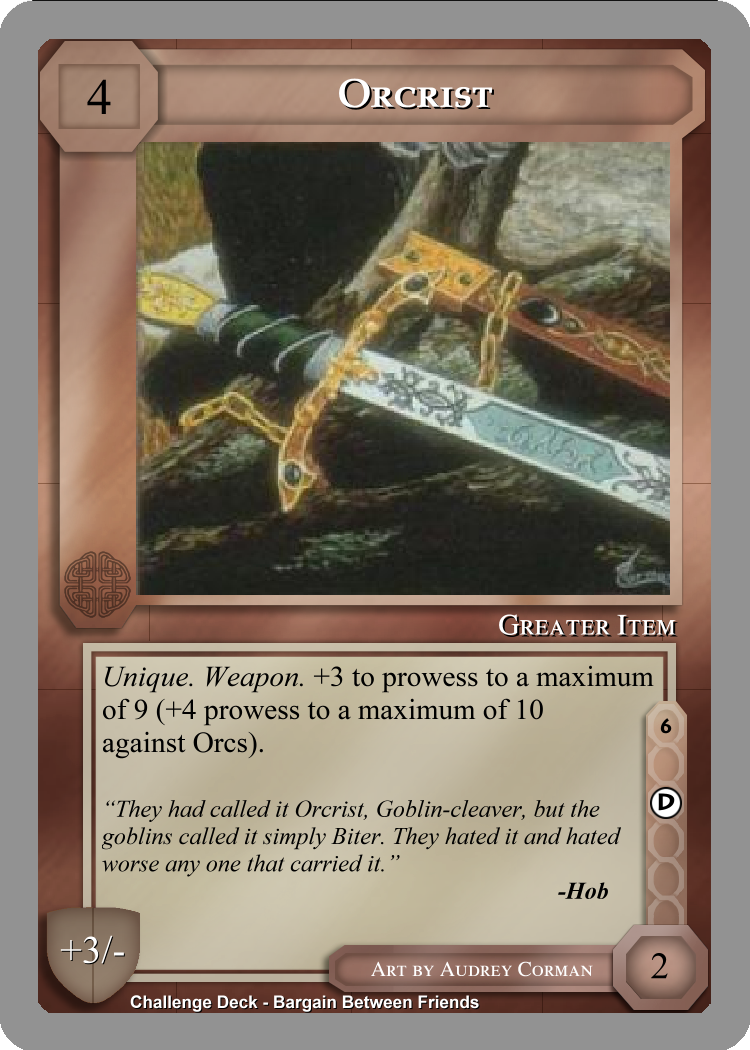 4
Orcrist
Greater Item
Unique. Weapon. +3 to prowess to a maximum
of 9 (+4 prowess to a maximum of 10
against Orcs).
6
D
“They had called it Orcrist, Goblin-cleaver, but the
goblins called it simply Biter. They hated it and hated
worse any one that carried it.”
-Hob
+3/-
Art by Audrey Corman
2
Challenge Deck - Bargain Between Friends